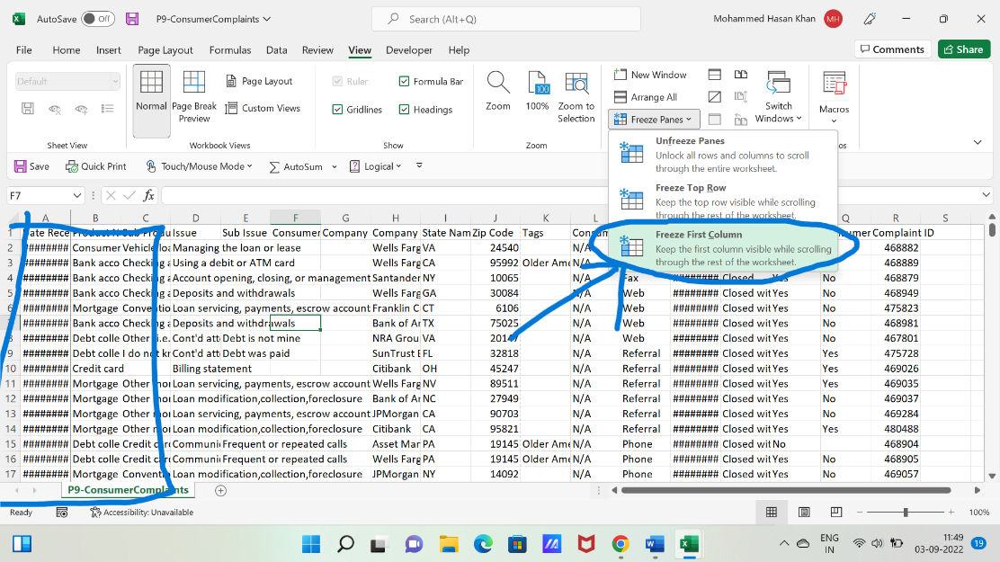 AutoSave Off P9-ConsumerComplaints Search (Alt+Q) Mohammed Hasan Khan MH
File Home Insert Page Layout Formulas Data Review View Developer Help Comments Share
Default
Normal Page Break Preview Page Layout Custom Views
Ruler Formula Bar
Gridlines Headings
Zoom 100% Zoom to Selection
New Window
Arrange All
Freeze Panes
Switch Windows
Macros
Sheet View Workbook Views Show Zoom
Unfreeze Panes
Unlock all rows and columns to scroll
through the entire worksheet.
Freeze Top Row
Keep the top row visible while scrolling
through the rest of the worksheet.
Freeze First Column
Keep the first column visible while scrolling
through the rest of the worksheet.
Save Quick Print Touch/Mouse Mode AutoSum Logical
F7 fx
A B C D E F G H I J K L Q R S
1 Date Rece Product N Sub Produ Issue Sub Issue Consumer Company Company State Nam Zip Code Tags Consu Complaint ID
2 ######## Consumer Vehicle loa Managing the loan or lease Wells Farg VA 24540 N/A 468882
3 ######## Bank acco Checking a Using a debit or ATM card Wells Farg CA 95992 Older Ame N/A 468889
4 ######## Bank acco Checking a Account opening, closing, or management Santander NY 10065 N/A Fax ######## Closed Yes No 468879
5 ######## Bank acco Checking a Deposits and withdrawals Wells Farg GA 30084 N/A Web ######## Closed wit Yes No 468949
6 ######## Mortgage Conventio Loan servicing, payments, escrow account Franklin C CT 6106 N/A Web ######## Closed wit Yes No 475823
7 ######## Bank acco Checking a Deposits and withdrawals Bank of Am TX 75025 N/A Web ######## Closed wit Yes No 468981
8 ######## Debt colle Other (i.e. Cont'd atte Debt is not mine NRA Grou VA 20147 N/A Web ######## Closed wit Yes No 467801
9 ######## Debt colle I do not kn Cont'd atte Debt was paid SunTrust B FL 32818 N/A Referral ######## Closed wit Yes Yes 475728
10 ######## Credit card Billing statement Citibank OH 45247 N/A Referral ######## Closed wit Yes Yes 469026
11 ######## Mortgage Other mor Loan servicing, payments, escrow account Wells Farg NV 89511 N/A Referral ######## Closed wit Yes Yes 469035
12 ######## Mortgage Other mor Loan modification,collection,foreclosure Bank of Am NC 27949 N/A Referral ######## Closed wit Yes No 469037
13 ######## Mortgage Other mor Loan servicing, payments, escrow account JPMorgan CA 90703 N/A Referral ######## Closed wit Yes No 469284
14 ######## Mortgage Other mor Loan modification,collection,foreclosure Citibank CA 95821 N/A Referral ######## Closed wit Yes Yes 480488
15 ######## Debt colle Credit card Communi Frequent or repeated calls Asset Mar PA 19145 Older Ame N/A Phone ######## Closed wit No 468904
16 ######## Debt colle Credit card Communi Frequent or repeated calls Wells Farg PA 19145 Older Ame N/A Phone ######## Closed wit Yes No 468905
17 ######## Mortgage Conventio Loan modification,collection,foreclosure JPMorgan NY 14092 N/A Phone ######## Closed wit Yes No 469057
P9-ConsumerComplaints
Ready Accessibility: Unavailable 100%
ENG IN 11:49 03-09-2022 19